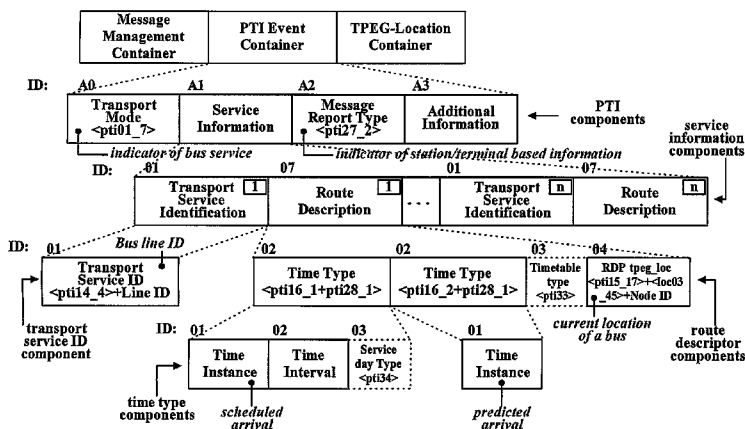 Message Management Container
PTI Event Container
TPEG-Location Container
ID: A0 A1 A2 A3
Transport Mode <pti01_7>
Service Information
Message Report Type <pti27_2>
Additional Information
PTI components
indicator of bus service
indicator of station/terminal based information
service information components
ID: 01 07 01 07
Transport Service Identification 1
Route Description 1
...
Transport Service Identification n
Route Description n
ID: 01 Bus line ID 02 02 03 04
Transport Service ID <pti14_4>+Line ID
Time Type <pti16_1+pti28_1>
Time Type <pti16_2+pti28_1>
Timetable type <pti33>
RDP tpeg_loc <pti15_17>+<loc03_45>+Node ID
transport service ID component
current location of a bus
route descriptor components
ID: 01 02 03 01
Time Instance
Time Interval
Service day Type <pti34>
Time Instance
time type components
scheduled arrival
predicted arrival